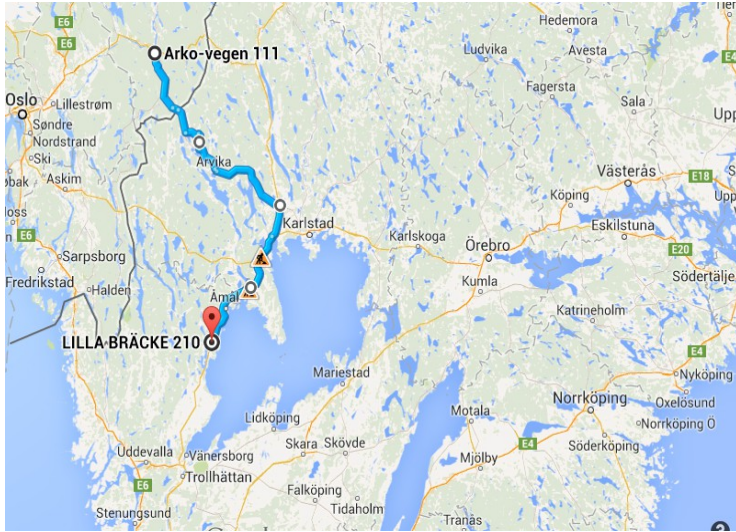 Hedemora
E6
E6
Arko-vegen 111
Ludvika
Avesta
E4
Fagersta
Oslo
Lillestrøm
Sala
Upp
Søndre
Nordstrand
Ski
Arvika
Askim
Västerås
E18
Köping
Karlstad
Karlskoga
Örebro
Eskilstuna
E6
Sarpsborg
E20
Fredrikstad
Halden
Kumla
Södertälje
Åmål
Katrineholm
LILLA BRÄCKE 210
E4
Mariestad
Nyköping
Norrköping
Oxelösund
Lidköping
Motala
Norrköping Ö
Skara
Skövde
E4
Söderköping
Uddevalla
Vänersborg
Mjölby
E6
Trollhättan
Falköping
Stenungsund
Tidaholm
Tranås